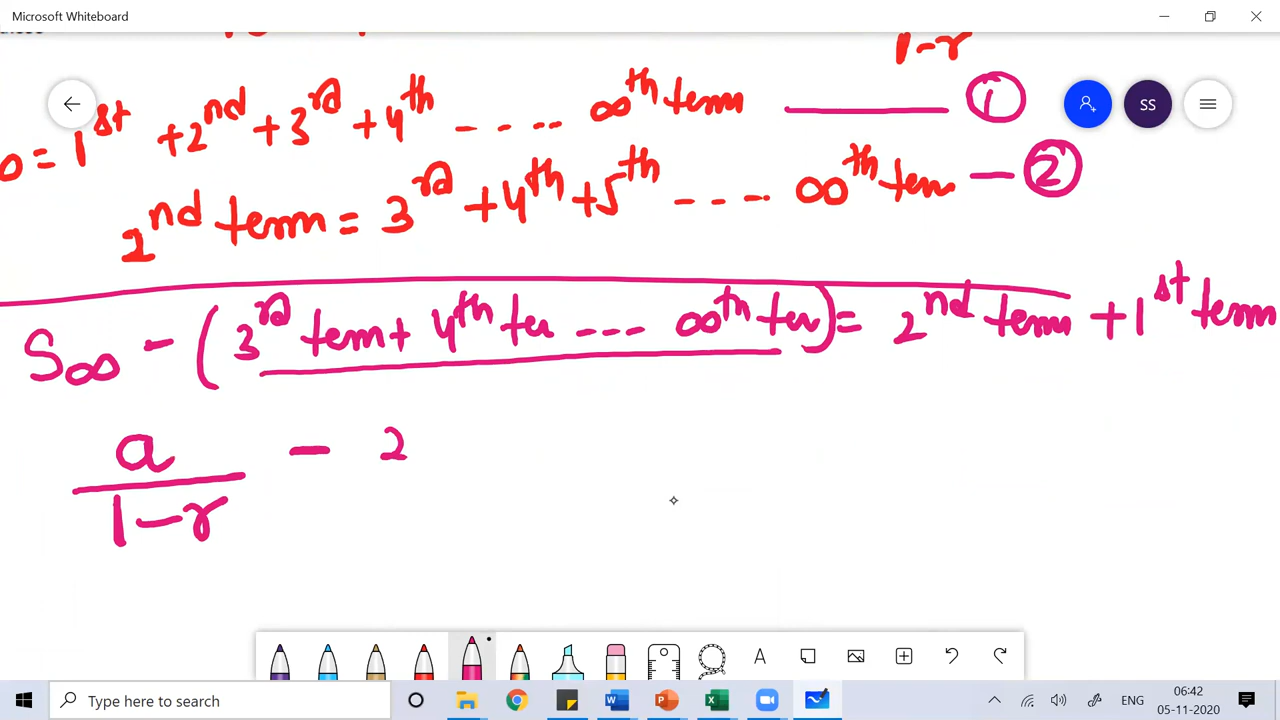 Microsoft Whiteboard
1-r
∞ = 1st + 2nd + 3rd + 4th - - . .. ∞th term ——— ①
2nd term = 3rd + 4th + 5th - - - .. ∞th term — ②
S∞ - ( 3rd term + 4th ter - - .. ∞th ter ) = 2nd term + 1st term
a/(1-r) - 2
SS
A
Type here to search
ENG
06:42
05-11-2020